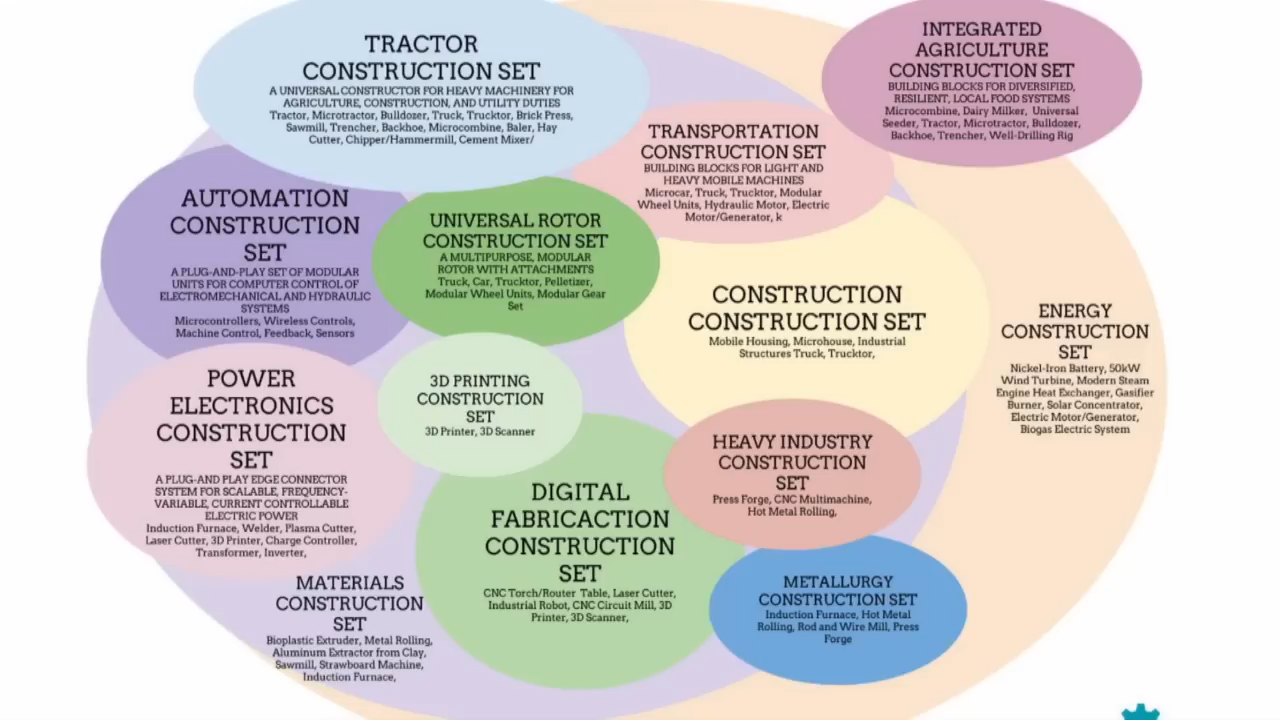 TRACTOR
CONSTRUCTION SET
A UNIVERSAL CONSTRUCTOR FOR HEAVY MACHINERY FOR
AGRICULTURE, CONSTRUCTION, AND UTILITY DUTIES
Tractor, Microtractor, Bulldozer, Truck, Trucktor, Brick Press,
Sawmill, Trencher, Backhoe, Microcombine, Baler, Hay
Cutter, Chipper/Hammermill, Cement Mixer/
INTEGRATED
AGRICULTURE
CONSTRUCTION SET
BUILDING BLOCKS FOR DIVERSIFIED,
RESILIENT, LOCAL FOOD SYSTEMS
Microcombine, Dairy Milker, Universal
Seeder, Tractor, Microtractor, Bulldozer,
Backhoe, Trencher, Well-Drilling Rig
TRANSPORTATION
CONSTRUCTION SET
BUILDING BLOCKS FOR LIGHT AND
HEAVY MOBILE MACHINES
Microcar, Truck, Trucktor, Modular
Wheel Units, Hydraulic Motor, Electric
Motor/Generator, k
AUTOMATION
CONSTRUCTION
SET
A PLUG-AND-PLAY SET OF MODULAR
UNITS FOR COMPUTER CONTROL OF
ELECTROMECHANICAL AND HYDRAULIC
SYSTEMS
Microcontrollers, Wireless Controls,
Machine Control, Feedback, Sensors
UNIVERSAL ROTOR
CONSTRUCTION SET
A MULTIPURPOSE, MODULAR
ROTOR WITH ATTACHMENTS
Truck, Car, Trucktor, Pelletizer,
Modular Wheel Units, Modular Gear
Set
CONSTRUCTION
CONSTRUCTION SET
Mobile Housing, Microhouse, Industrial
Structures Truck, Trucktor,
ENERGY
CONSTRUCTION
SET
Nickel-Iron Battery, 50kW
Wind Turbine, Modern Steam
Engine Heat Exchanger, Gasifier
Burner, Solar Concentrator,
Electric Motor/Generator,
Biogas Electric System
POWER
ELECTRONICS
CONSTRUCTION
SET
A PLUG-AND PLAY EDGE CONNECTOR
SYSTEM FOR SCALABLE, FREQUENCY-
VARIABLE, CURRENT CONTROLLABLE
ELECTRIC POWER
Induction Furnace, Welder, Plasma Cutter,
Laser Cutter, 3D Printer, Charge Controller,
Transformer, Inverter,
3D PRINTING
CONSTRUCTION
SET
3D Printer, 3D Scanner
HEAVY INDUSTRY
CONSTRUCTION
SET
Press Forge, CNC Multimachine,
Hot Metal Rolling,
DIGITAL
FABRICACTION
CONSTRUCTION
SET
CNC Torch/Router Table, Laser Cutter,
Industrial Robot, CNC Circuit Mill, 3D
Printer, 3D Scanner,
METALLURGY
CONSTRUCTION SET
Induction Furnace, Hot Metal
Rolling, Rod and Wire Mill, Press
Forge
MATERIALS
CONSTRUCTION
SET
Bioplastic Extruder, Metal Rolling,
Aluminum Extractor from Clay,
Sawmill, Strawboard Machine,
Induction Furnace,